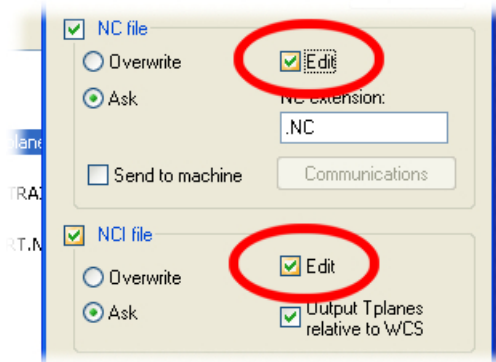 NC file
Overwrite
Edit
Ask
NC extension:
.NC
Send to machine
Communications
NCI file
Overwrite
Edit
Ask
Output Tplanes
relative to WCS